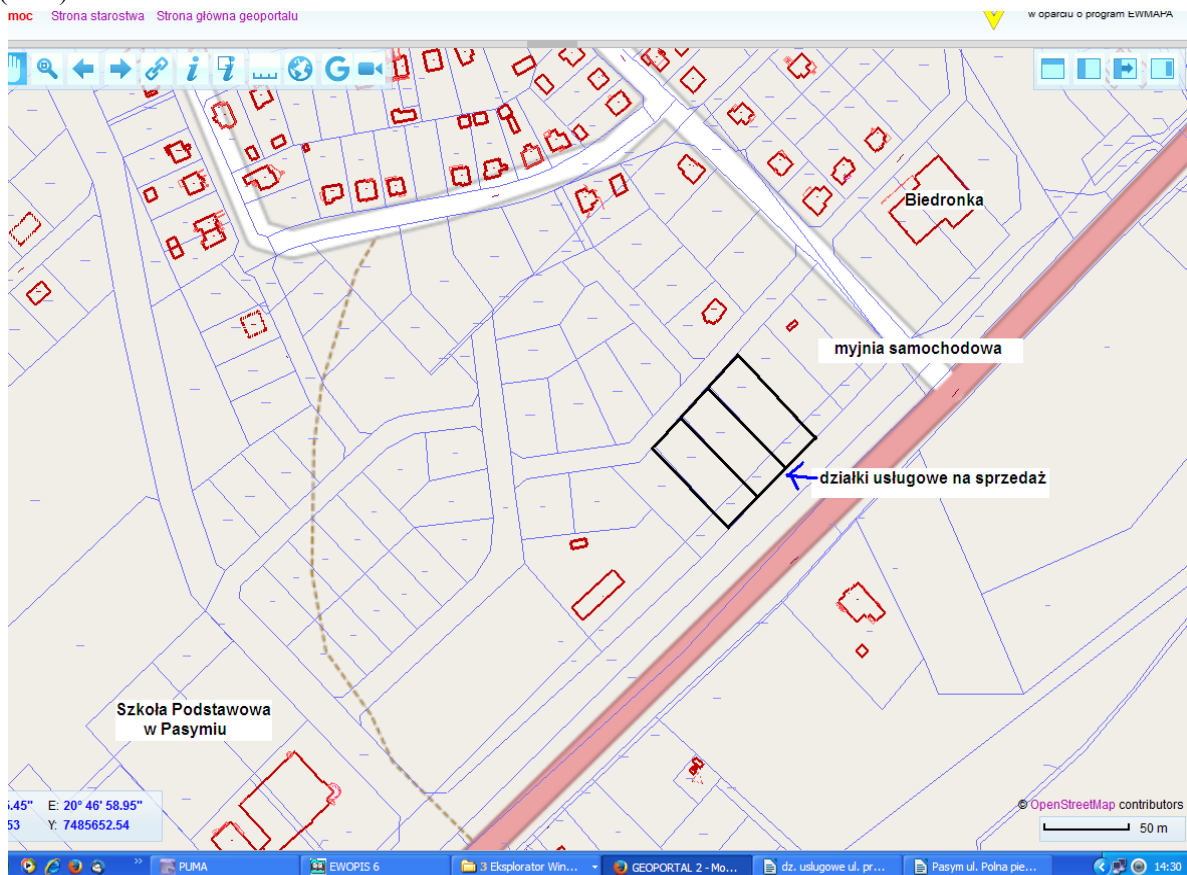 moc Strona starostwa Strona główna geoportalu
w oparciu o program EWMAPA
Biedronka
myjnia samochodowa
działki usługowe na sprzedaż
Szkoła Podstawowa
w Pasymiu
.45" E: 20° 46' 58.95"
53 Y: 7485652.54
© OpenStreetMap contributors
50 m
PUMA
EWOPIS 6
3 Eksplorator Win...
GEOPORTAL 2 - Mo...
dz. usługowe ul. pr...
Pasym ul. Polna pie...
14:30